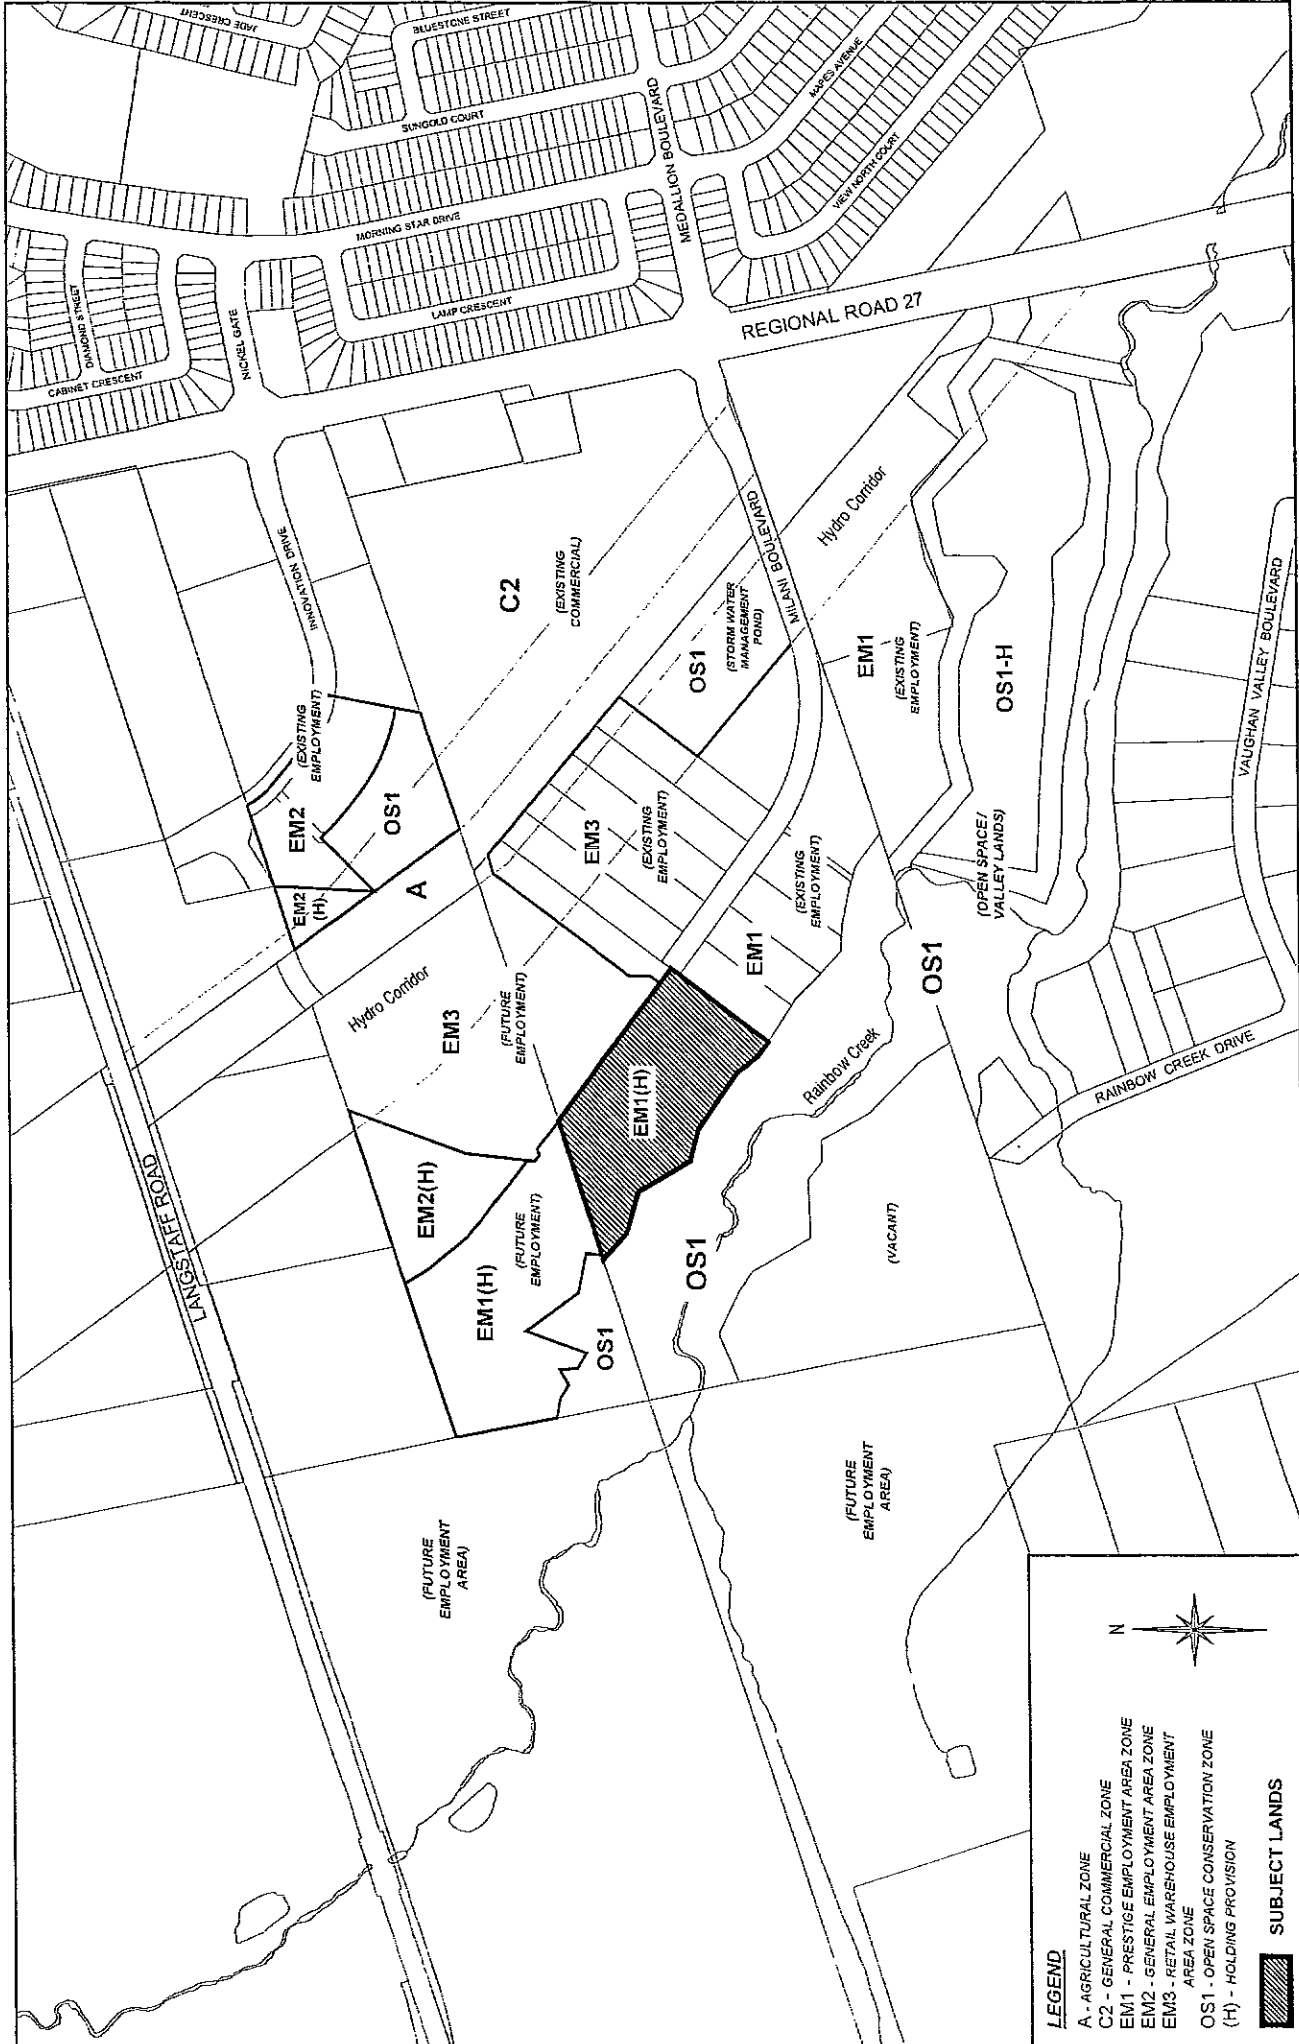 JADE CRESCENT
BLUESTONE STREET
SUNGOLD COURT
MEDALLION BOULEVARD
MAPES AVENUE
VIEW NORTH COURT
MORNING STAR DRIVE
LAMP CRESCENT
DIAMOND STREET
NICKEL GATE
CABINET CRESCENT
REGIONAL ROAD 27
INNOVATION DRIVE
C2
(EXISTING
COMMERCIAL)
MILANI BOULEVARD
Hydro Corridor
(EXISTING
EMPLOYMENT)
EM2
OS1
EM2
(H)
A
OS1
(STORM WATER
MANAGEMENT
POND)
EM1
(EXISTING
EMPLOYMENT)
OS1-H
VAUGHAN VALLEY BOULEVARD
EM3
(EXISTING
EMPLOYMENT)
(EXISTING
EMPLOYMENT)
EM1
(OPEN SPACE/
VALLEY LANDS)
OS1
Hydro Corridor
EM3
(FUTURE
EMPLOYMENT)
EM1(H)
Rainbow Creek
RAINBOW CREEK DRIVE
LANGSTAFF ROAD
EM2(H)
(FUTURE
EMPLOYMENT)
EM1(H)
OS1
OS1
(VACANT)
(FUTURE
EMPLOYMENT
AREA)
(FUTURE
EMPLOYMENT
AREA)
LEGEND
A - AGRICULTURAL ZONE
C2 - GENERAL COMMERCIAL ZONE
EM1 - PRESTIGE EMPLOYMENT AREA ZONE
EM2 - GENERAL EMPLOYMENT AREA ZONE
EM3 - RETAIL WAREHOUSE EMPLOYMENT
AREA ZONE
OS1 - OPEN SPACE CONSERVATION ZONE
(H) - HOLDING PROVISION
SUBJECT LANDS
N